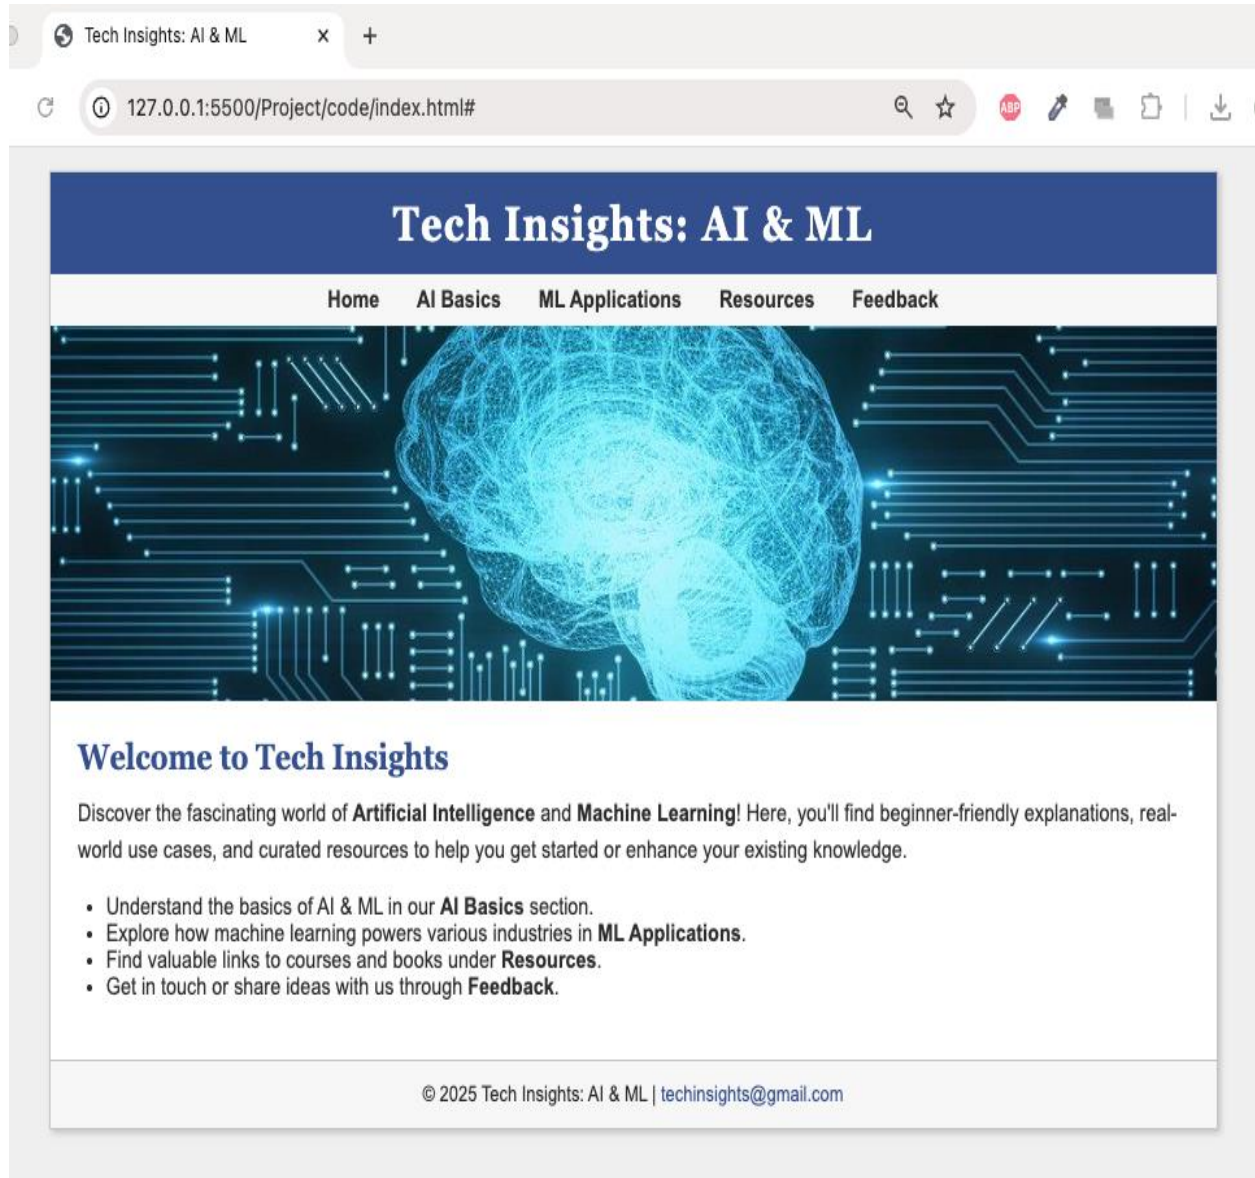 Tech Insights: AI & ML
127.0.0.1:5500/Project/code/index.html#
ABP
Tech Insights: AI & ML
Home AI Basics ML Applications Resources Feedback
Welcome to Tech Insights
Discover the fascinating world of Artificial Intelligence and Machine Learning! Here, you'll find beginner-friendly explanations, real-
world use cases, and curated resources to help you get started or enhance your existing knowledge.
• Understand the basics of AI & ML in our AI Basics section.
• Explore how machine learning powers various industries in ML Applications.
• Find valuable links to courses and books under Resources.
• Get in touch or share ideas with us through Feedback.
© 2025 Tech Insights: AI & ML | techinsights@gmail.com